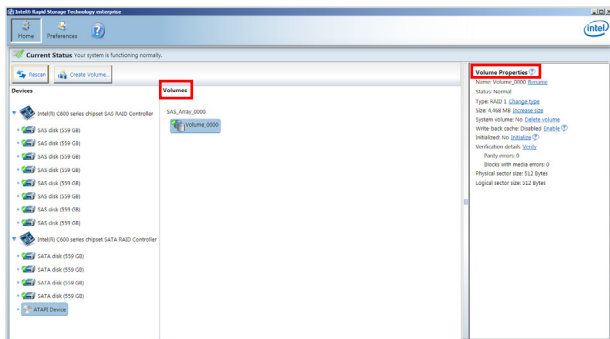 Intel® Rapid Storage Technology enterprise
Home
Preferences
intel
Current Status Your system is functioning normally.
Rescan
Create Volume...
Devices
Intel(R) C600 series chipset SAS RAID Controller
SAS disk (559 GB)
SAS disk (559 GB)
SAS disk (559 GB)
SAS disk (559 GB)
SAS disk (559 GB)
SAS disk (559 GB)
SAS disk (559 GB)
SAS disk (559 GB)
Intel(R) C600 series chipset SATA RAID Controller
SATA disk (559 GB)
SATA disk (559 GB)
SATA disk (559 GB)
SATA disk (559 GB)
ATAPI Device
Volumes
SAS_Array_0000
Volume_0000
Volume Properties ?
Name: Volume_0000 Rename
Status: Normal
Type: RAID 1 Change type
Size: 4,468 MB Increase size
System volume: No Delete volume
Write-back cache: Disabled Enable ?
Initialized: No Initialize ?
Verification details Verify
Parity errors: 0
Blocks with media errors: 0
Physical sector size: 512 Bytes
Logical sector size: 512 Bytes